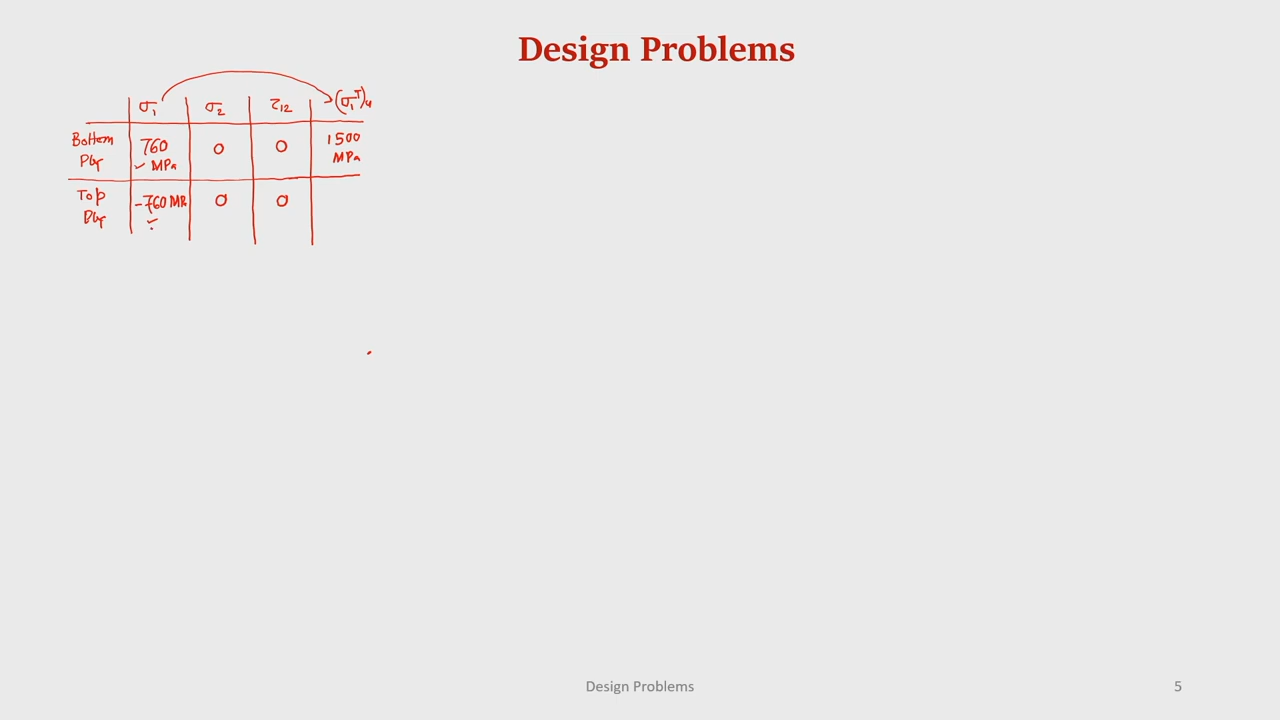 Design Problems
σ1 σ2 τ12 (σ1ᵀ)u
Bottom Ply 760 MPa 0 0 1500 MPa
Top Ply -760 MPa 0 0
Design Problems 5